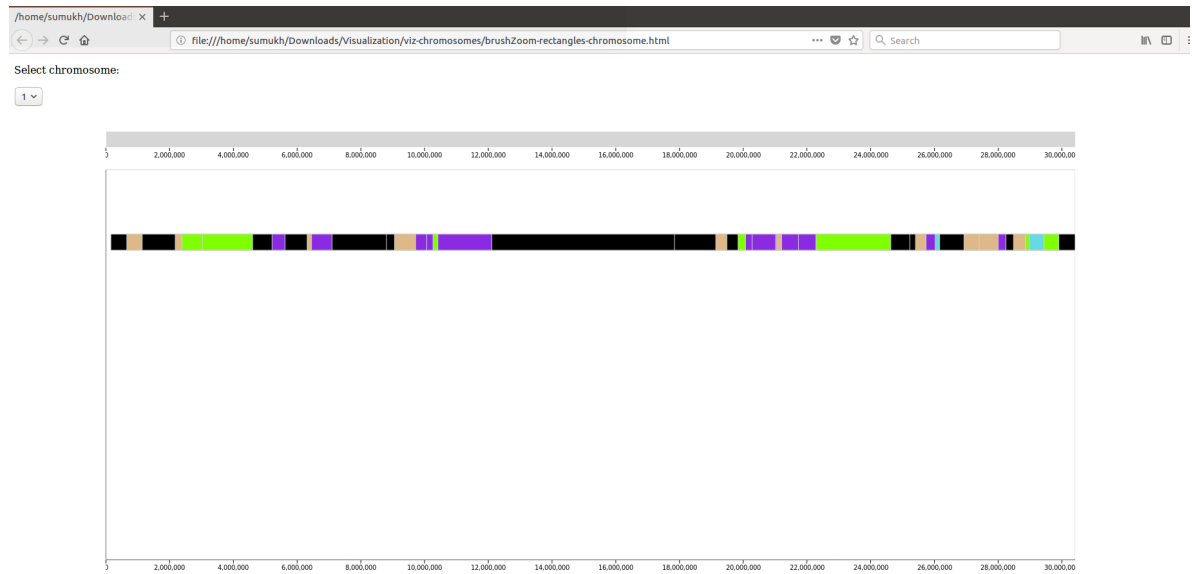 /home/sumukh/Download
file:///home/sumukh/Downloads/Visualization/viz-chromosomes/brushZoom-rectangles-chromosome.html
Search
Select chromosome:
1
2,000,000 4,000,000 6,000,000 8,000,000 10,000,000 12,000,000 14,000,000 16,000,000 18,000,000 20,000,000 22,000,000 24,000,000 26,000,000 28,000,000 30,000,00
2,000,000 4,000,000 6,000,000 8,000,000 10,000,000 12,000,000 14,000,000 16,000,000 18,000,000 20,000,000 22,000,000 24,000,000 26,000,000 28,000,000 30,000,00